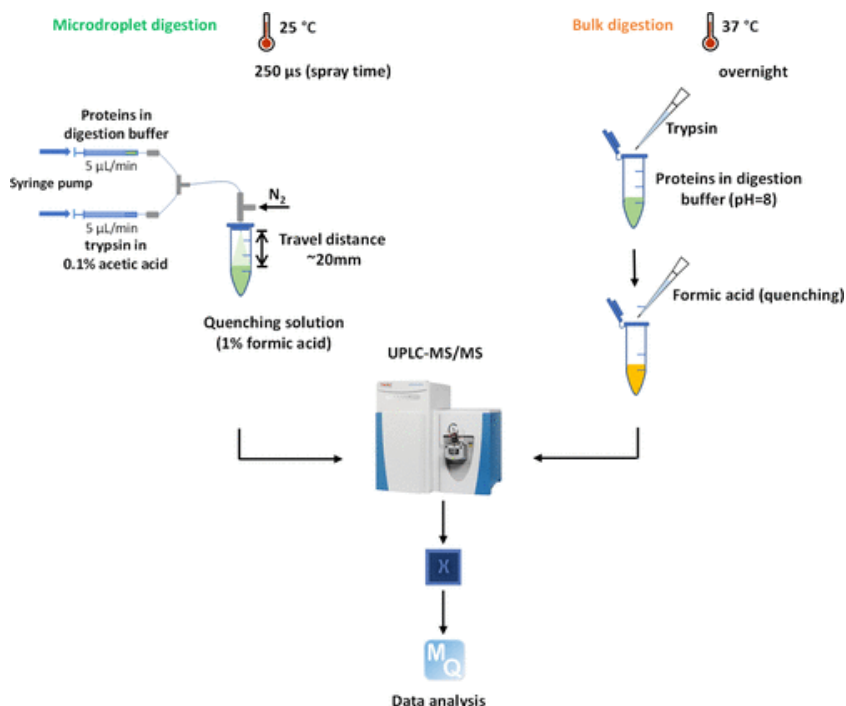 Microdroplet digestion
25 °C
250 µs (spray time)
Proteins in
digestion buffer
5 µL/min
Syringe pump
5 µL/min
trypsin in
0.1% acetic acid
N2
Travel distance
~20mm
Quenching solution
(1% formic acid)
Bulk digestion
37 °C
overnight
Trypsin
Proteins in digestion
buffer (pH=8)
Formic acid (quenching)
UPLC-MS/MS
MQ
Data analysis